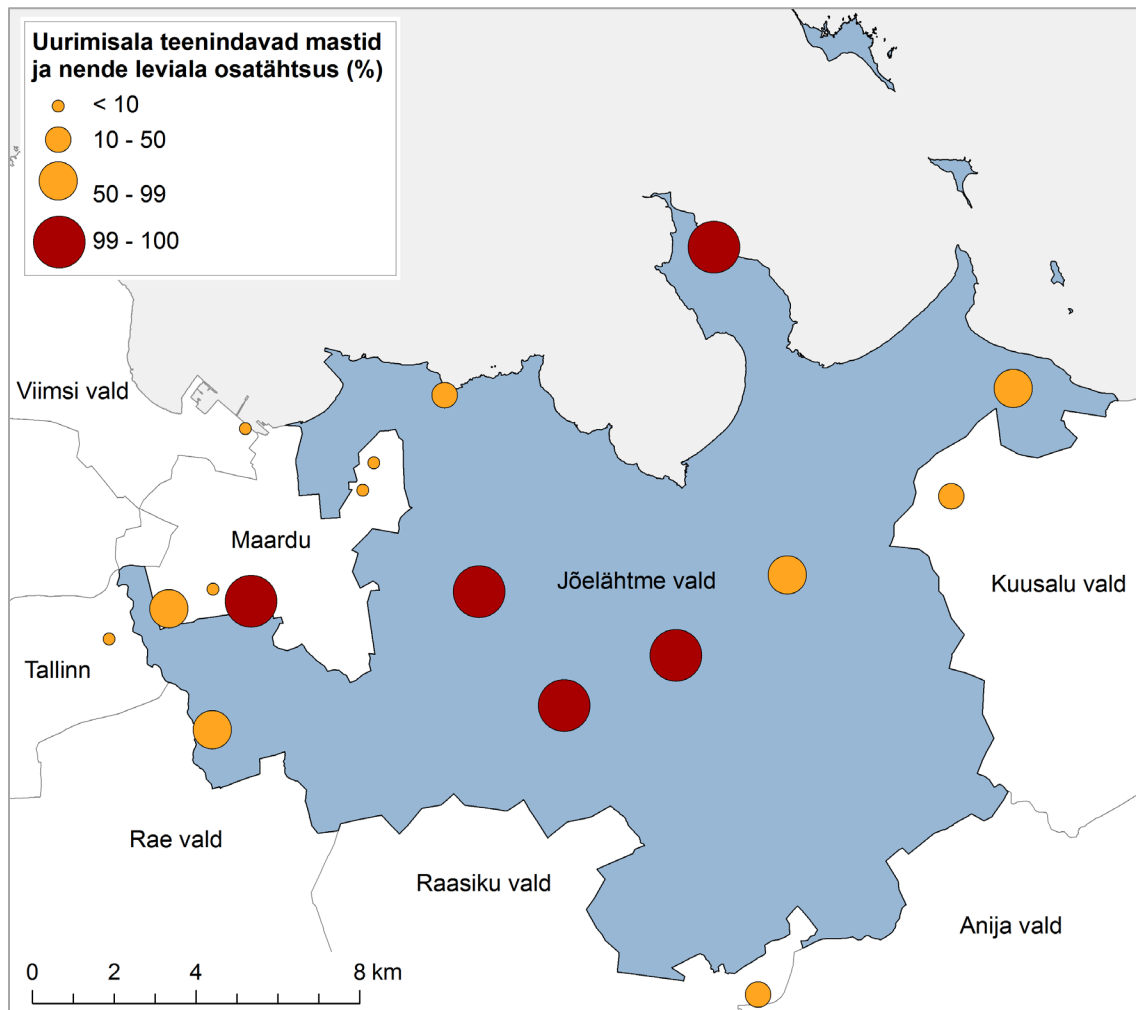 Uurimisala teenindavad mastid
ja nende leviala osatähtsus (%)
< 10
10 - 50
50 - 99
99 - 100
Viimsi vald
Maardu
Jõelähtme vald
Kuusalu vald
Tallinn
Rae vald
Raasiku vald
Anija vald
0 2 4 8 km